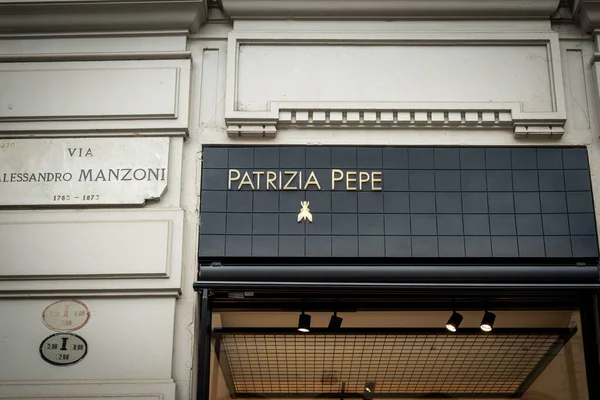 VIA
ALESSANDRO MANZONI
1785 - 1873
PATRIZIA PEPE
I
I